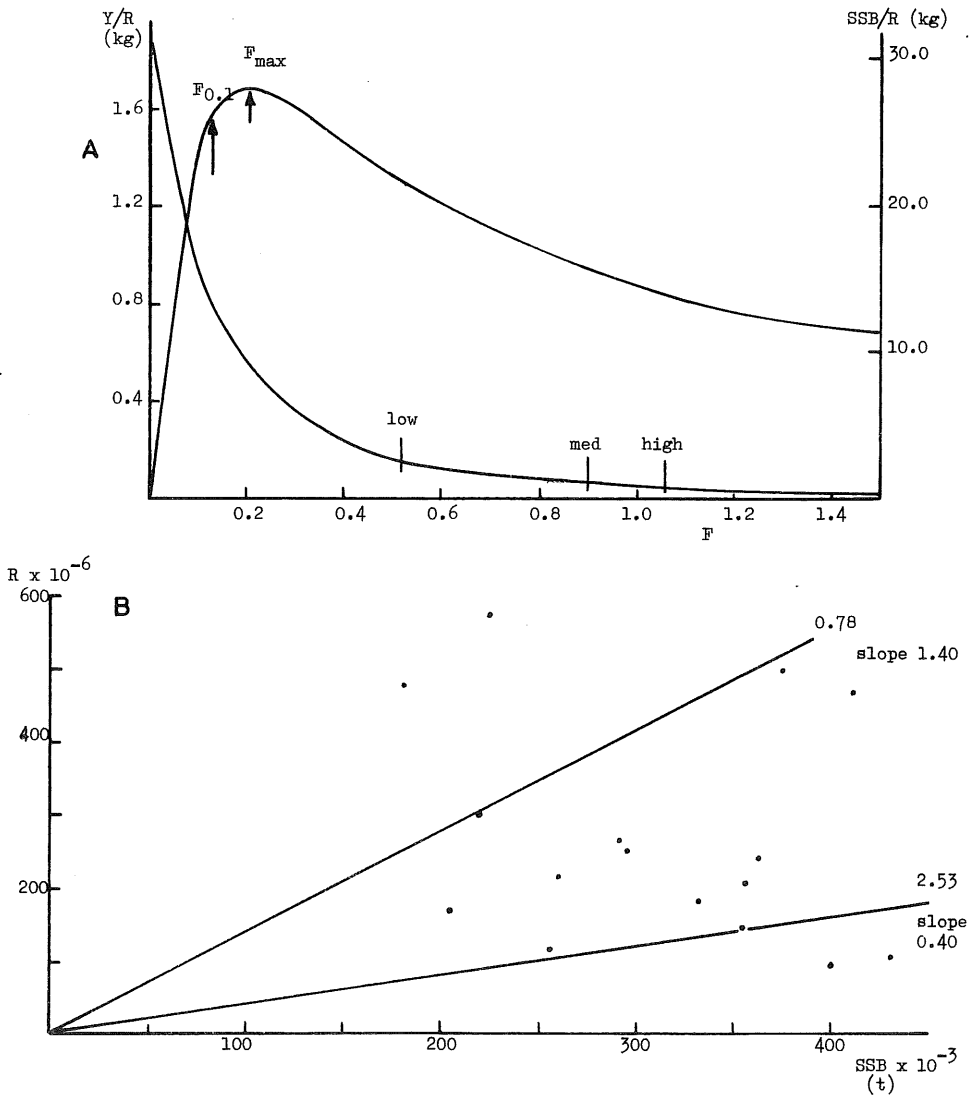 Y/R
(kg)
SSB/R (kg)
F max
F0.1
30.0
1.6
A
1.2
20.0
0.8
10.0
0.4
low
med
high
0.2
0.4
0.6
0.8
1.0
1.2
1.4
F
R x 10⁻⁶
600
B
0.78
slope 1.40
400
200
2.53
slope
0.40
100
200
300
400
SSB x 10⁻³
(t)